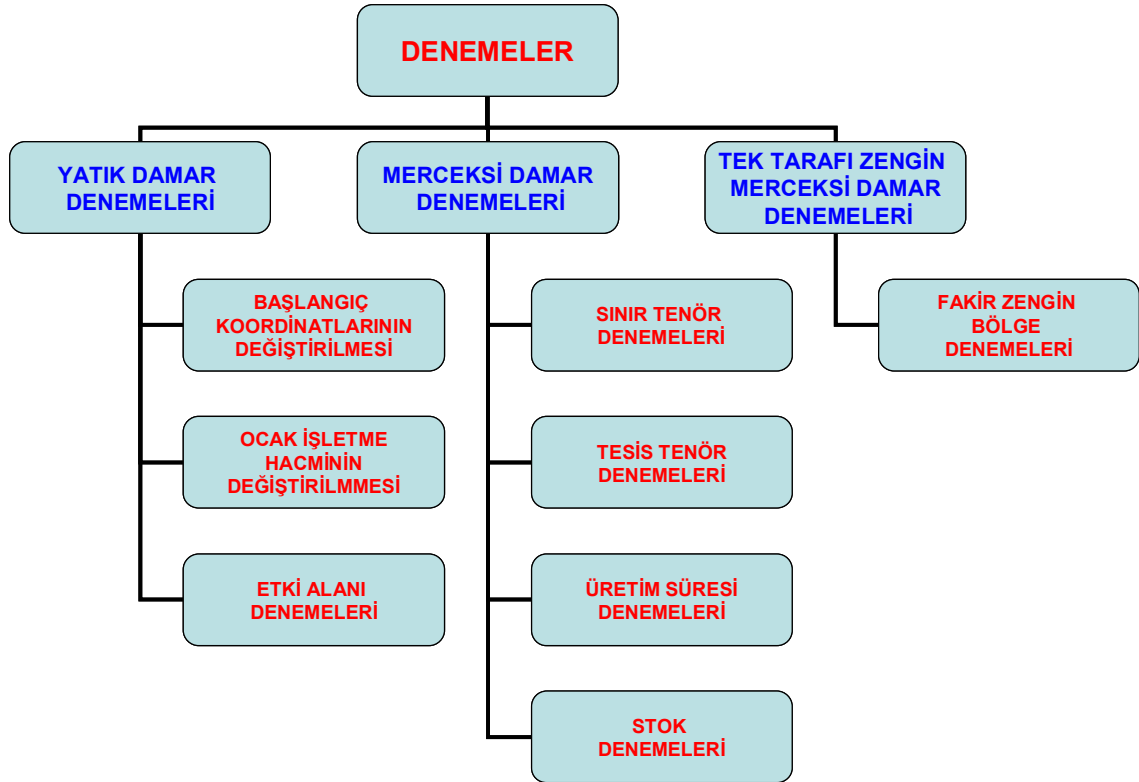 DENEMELER
YATIK DAMAR
DENEMELERİ
MERCEKSİ DAMAR
DENEMELERİ
TEK TARAFI ZENGİN
MERCEKSİ DAMAR
DENEMELERİ
BAŞLANGIÇ
KOORDİNATLARININ
DEĞİŞTİRİLMESİ
OCAK İŞLETME
HACMİNİN
DEĞİŞTİRİLMMESİ
ETKİ ALANI
DENEMELERİ
SINIR TENÖR
DENEMELERİ
TESİS TENÖR
DENEMELERİ
ÜRETİM SÜRESİ
DENEMELERİ
STOK
DENEMELERİ
FAKİR ZENGİN
BÖLGE
DENEMELERİ